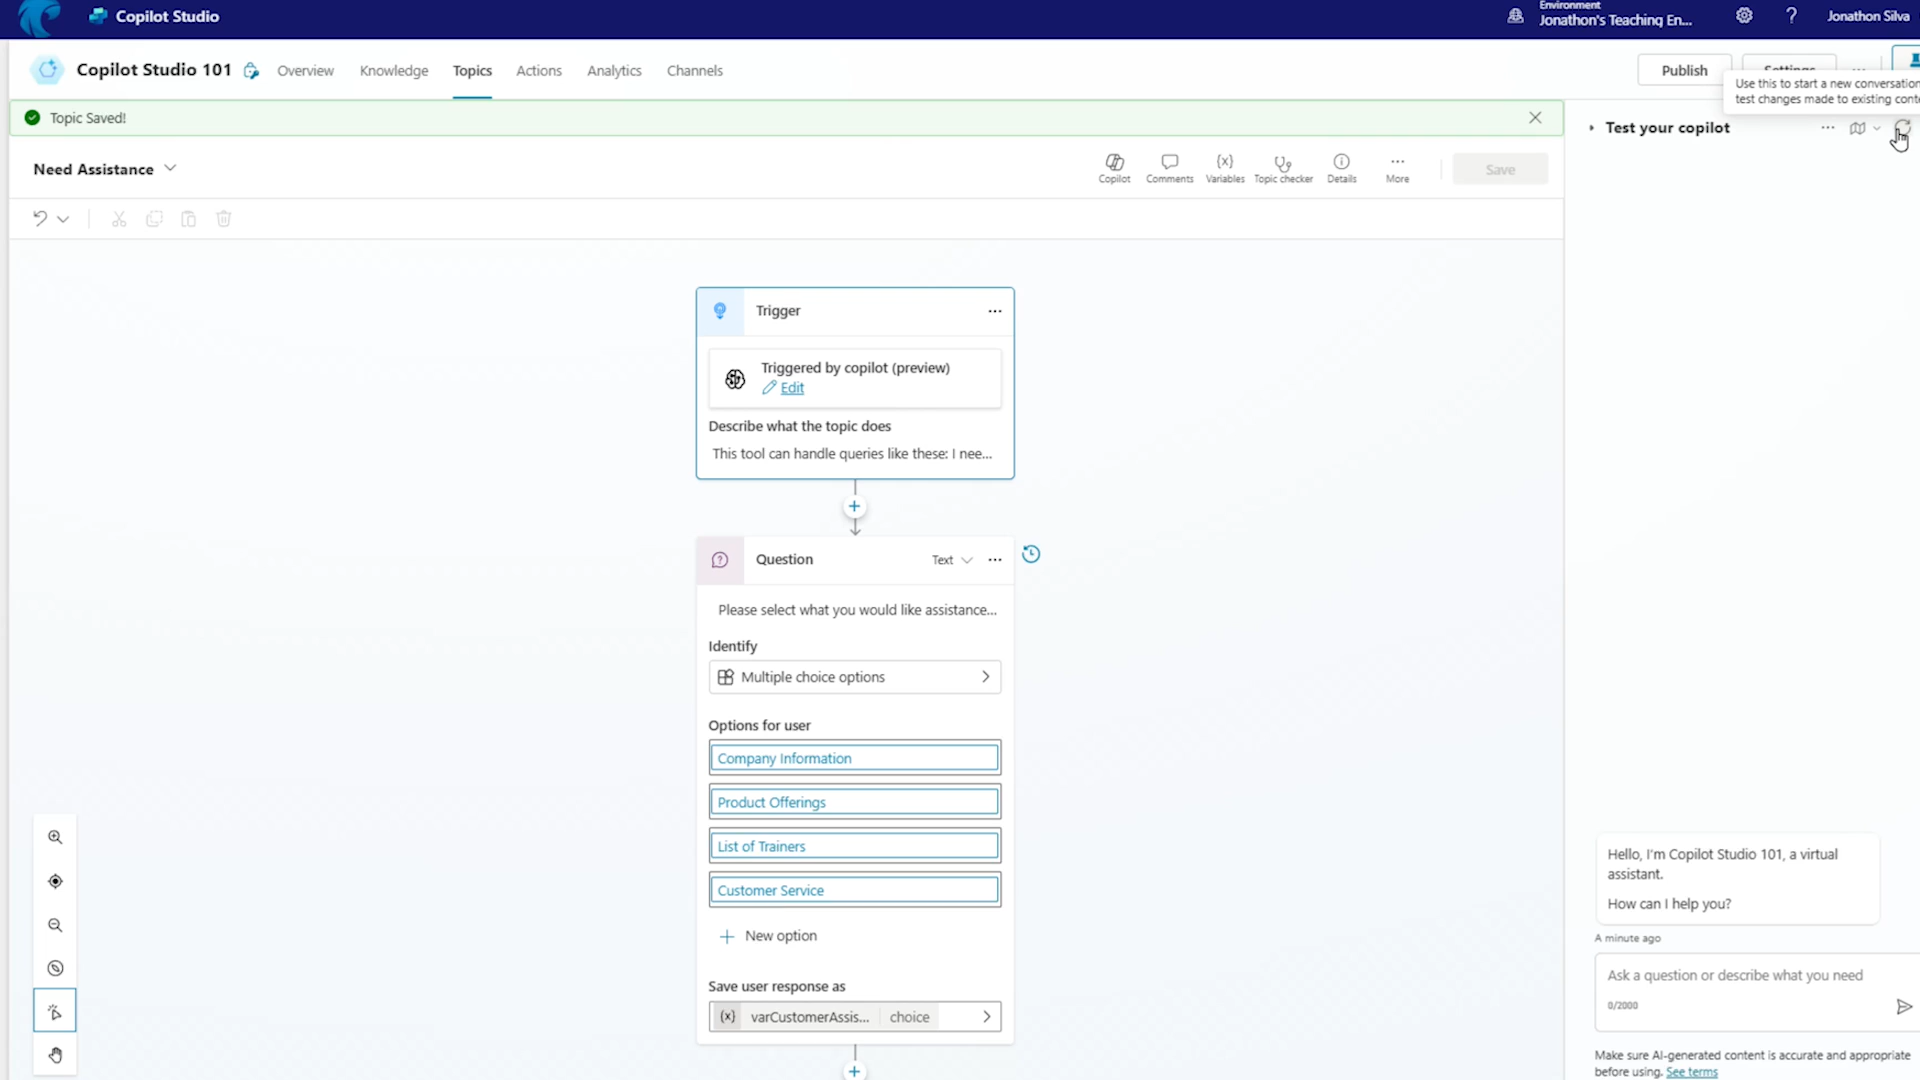 Copilot Studio
Environment
Jonathon's Teaching En...
?
Jonathon Silva
Copilot Studio 101
Overview
Knowledge
Topics
Actions
Analytics
Channels
Publish
Settings
Use this to start a new conversation
test changes made to existing conte
Topic Saved!
Test your copilot
Need Assistance
Copilot
Comments
Variables
Topic checker
Details
More
Save
Trigger
Triggered by copilot (preview)
Edit
Describe what the topic does
This tool can handle queries like these: I nee...
Question
Text
Please select what you would like assistance...
Identify
Multiple choice options
Options for user
Company Information
Product Offerings
List of Trainers
Customer Service
New option
Save user response as
{x} varCustomerAssis... choice
Hello, I'm Copilot Studio 101, a virtual
assistant.
How can I help you?
A minute ago
Ask a question or describe what you need
0/2000
Make sure AI-generated content is accurate and appropriate
before using. See terms